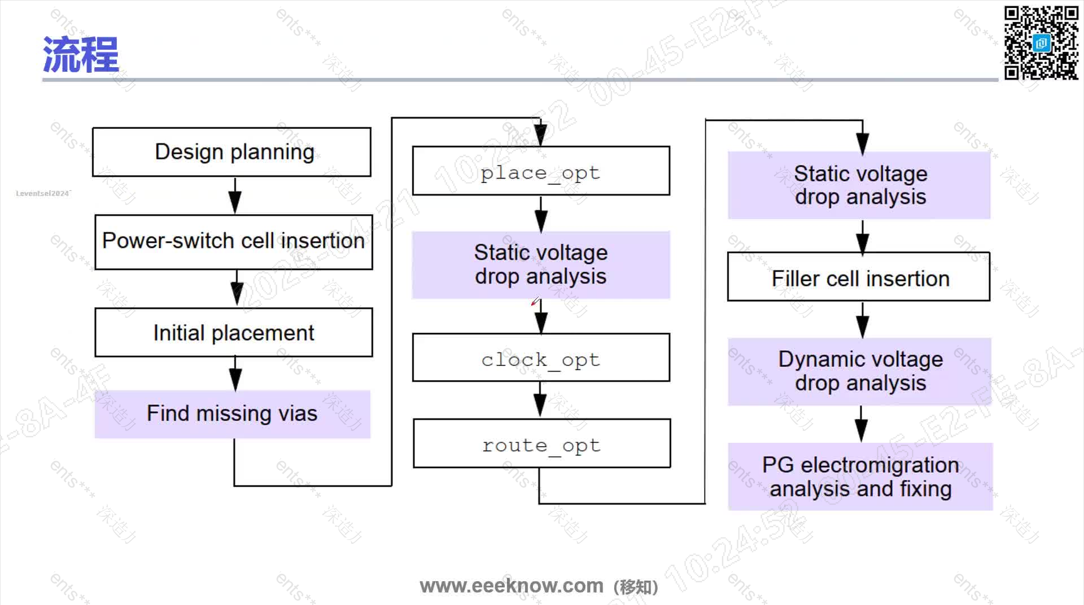 流程
Design planning
Power-switch cell insertion
Initial placement
Find missing vias
place_opt
Static voltage
drop analysis
clock_opt
route_opt
Static voltage
drop analysis
Filler cell insertion
Dynamic voltage
drop analysis
PG electromigration
analysis and fixing
www.eeeknow.com（移知）